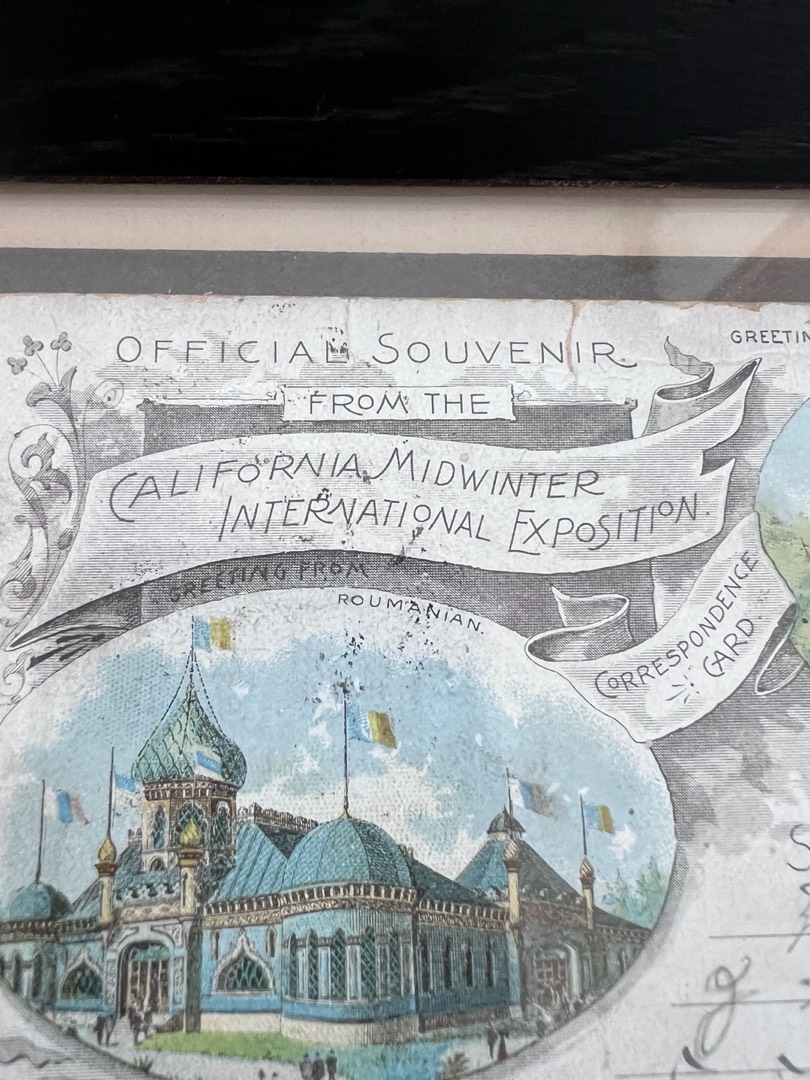 OFFICIAL SOUVENIR
FROM THE
CALIFORNIA MIDWINTER
INTERNATIONAL EXPOSITION.
GREETING FROM
ROUMANIAN.
CORRESPONDENCE
CARD.